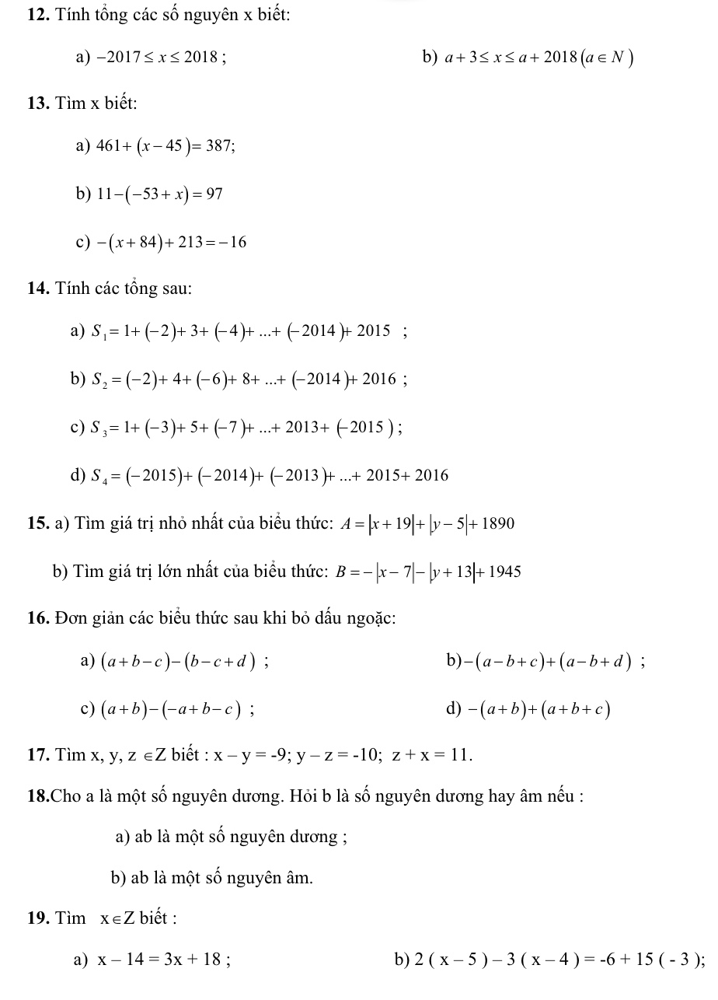 12. Tính tổng các số nguyên x biết:
a) −2017 ≤ x ≤ 2018 ; b) a + 3 ≤ x ≤ a + 2018 (a ∈ N )
13. Tìm x biết:
a) 461 + (x − 45 )= 387;
b) 11 − (−53 + x) = 97
c) −(x + 84) + 213 = −16
14. Tính các tổng sau:
a) S₁ = 1 + (−2)+ 3 + (−4)+ ...+ (−2014 )+ 2015 ;
b) S₂ = (−2)+ 4 + (−6)+ 8 + ...+ (−2014 )+ 2016 ;
c) S₃ = 1 + (−3)+ 5 + (−7 )+ ...+ 2013 + (−2015 ) ;
d) S₄ = (−2015)+ (−2014)+ (−2013 )+ ...+ 2015 + 2016
15. a) Tìm giá trị nhỏ nhất của biểu thức: A = |x + 19| + |y − 5| + 1890
b) Tìm giá trị lớn nhất của biểu thức: B = − |x − 7| − |y + 13| + 1945
16. Đơn giản các biểu thức sau khi bỏ dấu ngoặc:
a) (a + b − c) − (b − c + d) ; b) −(a − b + c) + (a − b + d) ;
c) (a + b) − (−a + b − c) ; d) −(a + b) + (a + b + c)
17. Tìm x, y, z ∈Z biết : x – y = -9; y – z = -10; z + x = 11.
18.Cho a là một số nguyên dương. Hỏi b là số nguyên dương hay âm nếu :
a) ab là một số nguyên dương ;
b) ab là một số nguyên âm.
19. Tìm x∈Z biết :
a) x – 14 = 3x + 18 ; b) 2 ( x – 5 ) – 3 ( x – 4 ) = -6 + 15 ( - 3 );